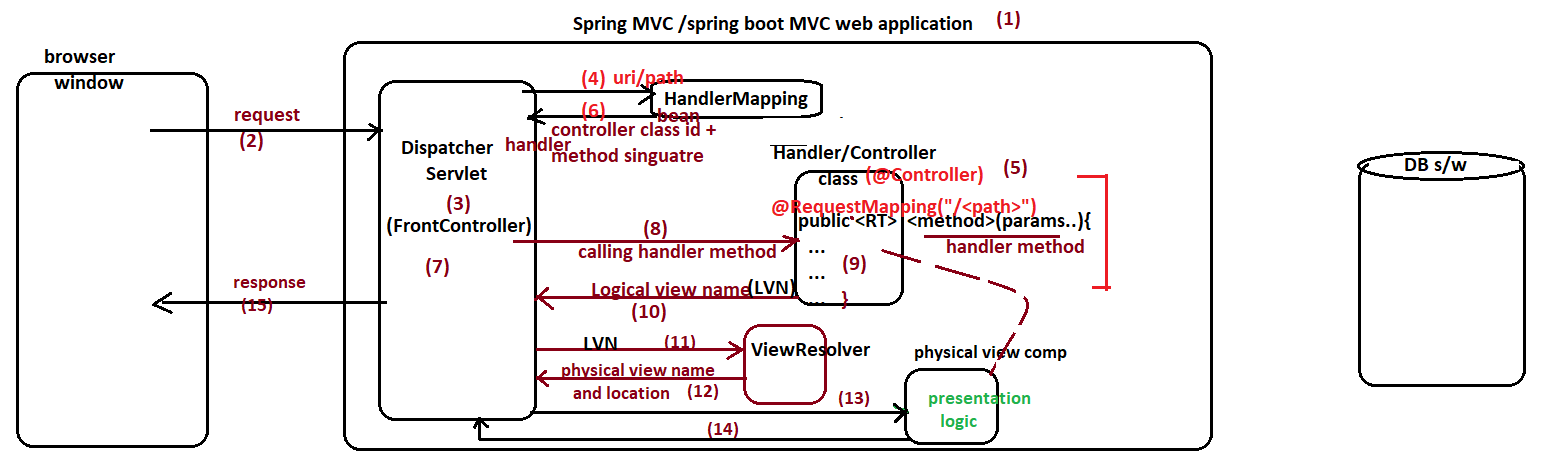 Spring MVC /spring boot MVC web application (1)
browser
window
request
(2)
Dispatcher
Servlet
(3)
(FrontController)
(7)
response
(15)
(4) uri/path
HandlerMapping
(6)
bean
handler
controller class id +
method singuatre
Handler/Controller
class (@Controller) (5)
@RequestMapping("/<path>")
public <RT> <method>(params..){
handler method
...
...
(9)
... }
(8)
calling handler method
Logical view name (LVN)
(10)
LVN (11)
ViewResolver
physical view name
and location (12)
physical view comp
(13)
presentation
logic
(14)
DB s/w